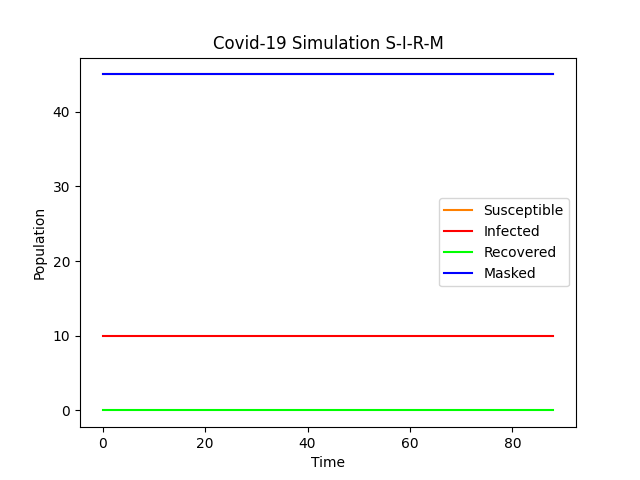 Covid-19 Simulation S-I-R-M
Population
40
30
20
10
0
Susceptible
Infected
Recovered
Masked
0 20 40 60 80
Time